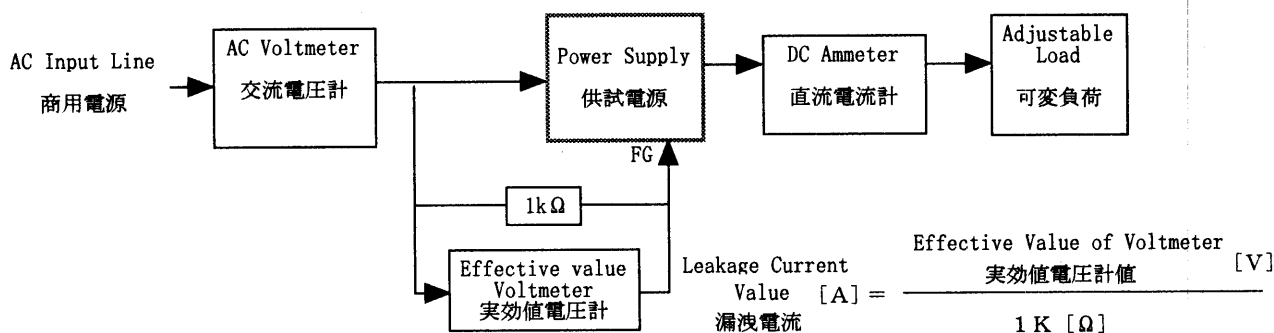 AC Input Line
商用電源
AC Voltmeter
交流電圧計
Power Supply
供試電源
DC Ammeter
直流電流計
Adjustable
Load
可変負荷
FG
1kΩ
Effective value
Voltmeter
実効値電圧計
Leakage Current
Value [A] =
漏洩電流
Effective Value of Voltmeter
実効値電圧計値
[V]
1K [Ω]